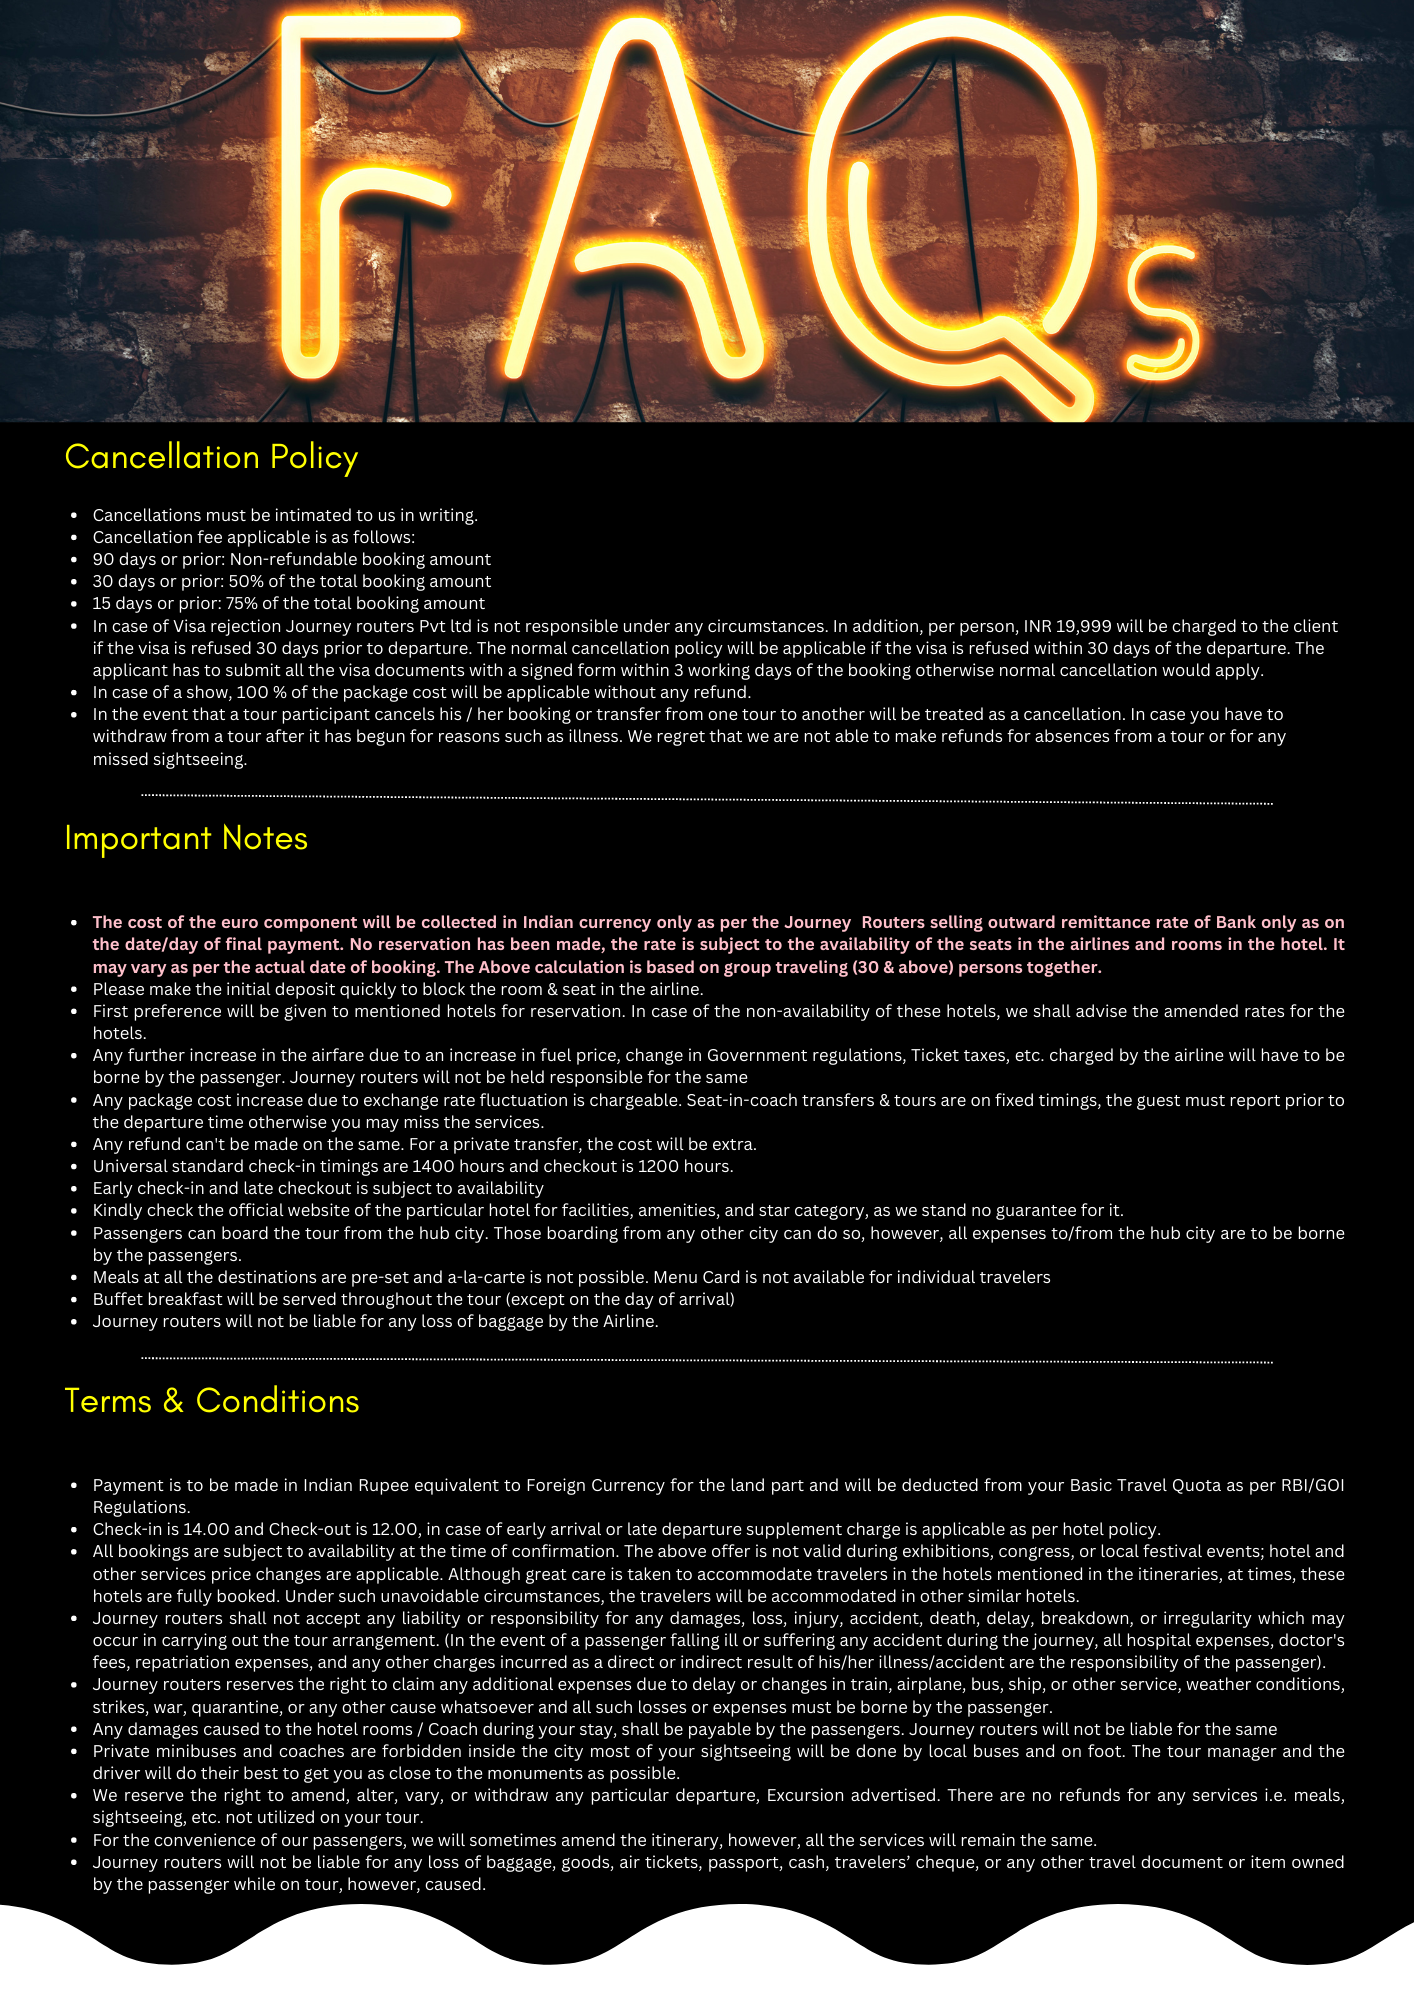 FAQs
Cancellation Policy
• Cancellations must be intimated to us in writing.
• Cancellation fee applicable is as follows:
• 90 days or prior: Non-refundable booking amount
• 30 days or prior: 50% of the total booking amount
• 15 days or prior: 75% of the total booking amount
• In case of Visa rejection Journey routers Pvt ltd is not responsible under any circumstances. In addition, per person, INR 19,999 will be charged to the client
if the visa is refused 30 days prior to departure. The normal cancellation policy will be applicable if the visa is refused within 30 days of the departure. The
applicant has to submit all the visa documents with a signed form within 3 working days of the booking otherwise normal cancellation would apply.
• In case of a show, 100 % of the package cost will be applicable without any refund.
• In the event that a tour participant cancels his / her booking or transfer from one tour to another will be treated as a cancellation. In case you have to
withdraw from a tour after it has begun for reasons such as illness. We regret that we are not able to make refunds for absences from a tour or for any
missed sightseeing.
Important Notes
• The cost of the euro component will be collected in Indian currency only as per the Journey Routers selling outward remittance rate of Bank only as on
the date/day of final payment. No reservation has been made, the rate is subject to the availability of the seats in the airlines and rooms in the hotel. It
may vary as per the actual date of booking. The Above calculation is based on group traveling (30 & above) persons together.
• Please make the initial deposit quickly to block the room & seat in the airline.
• First preference will be given to mentioned hotels for reservation. In case of the non-availability of these hotels, we shall advise the amended rates for the
hotels.
• Any further increase in the airfare due to an increase in fuel price, change in Government regulations, Ticket taxes, etc. charged by the airline will have to be
borne by the passenger. Journey routers will not be held responsible for the same
• Any package cost increase due to exchange rate fluctuation is chargeable. Seat-in-coach transfers & tours are on fixed timings, the guest must report prior to
the departure time otherwise you may miss the services.
• Any refund can't be made on the same. For a private transfer, the cost will be extra.
• Universal standard check-in timings are 1400 hours and checkout is 1200 hours.
• Early check-in and late checkout is subject to availability
• Kindly check the official website of the particular hotel for facilities, amenities, and star category, as we stand no guarantee for it.
• Passengers can board the tour from the hub city. Those boarding from any other city can do so, however, all expenses to/from the hub city are to be borne
by the passengers.
• Meals at all the destinations are pre-set and a-la-carte is not possible. Menu Card is not available for individual travelers
• Buffet breakfast will be served throughout the tour (except on the day of arrival)
• Journey routers will not be liable for any loss of baggage by the Airline.
Terms & Conditions
• Payment is to be made in Indian Rupee equivalent to Foreign Currency for the land part and will be deducted from your Basic Travel Quota as per RBI/GOI
Regulations.
• Check-in is 14.00 and Check-out is 12.00, in case of early arrival or late departure supplement charge is applicable as per hotel policy.
• All bookings are subject to availability at the time of confirmation. The above offer is not valid during exhibitions, congress, or local festival events; hotel and
other services price changes are applicable. Although great care is taken to accommodate travelers in the hotels mentioned in the itineraries, at times, these
hotels are fully booked. Under such unavoidable circumstances, the travelers will be accommodated in other similar hotels.
• Journey routers shall not accept any liability or responsibility for any damages, loss, injury, accident, death, delay, breakdown, or irregularity which may
occur in carrying out the tour arrangement. (In the event of a passenger falling ill or suffering any accident during the journey, all hospital expenses, doctor's
fees, repatriation expenses, and any other charges incurred as a direct or indirect result of his/her illness/accident are the responsibility of the passenger).
• Journey routers reserves the right to claim any additional expenses due to delay or changes in train, airplane, bus, ship, or other service, weather conditions,
strikes, war, quarantine, or any other cause whatsoever and all such losses or expenses must be borne by the passenger.
• Any damages caused to the hotel rooms / Coach during your stay, shall be payable by the passengers. Journey routers will not be liable for the same
• Private minibuses and coaches are forbidden inside the city most of your sightseeing will be done by local buses and on foot. The tour manager and the
driver will do their best to get you as close to the monuments as possible.
• We reserve the right to amend, alter, vary, or withdraw any particular departure, Excursion advertised. There are no refunds for any services i.e. meals,
sightseeing, etc. not utilized on your tour.
• For the convenience of our passengers, we will sometimes amend the itinerary, however, all the services will remain the same.
• Journey routers will not be liable for any loss of baggage, goods, air tickets, passport, cash, travelers’ cheque, or any other travel document or item owned
by the passenger while on tour, however, caused.